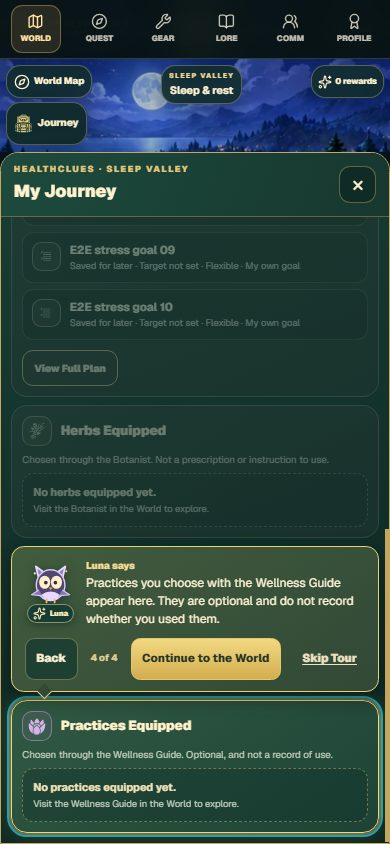 WORLD
QUEST
GEAR
LORE
COMM
PROFILE
World Map
SLEEP VALLEY
Sleep & rest
0 rewards
Journey
HEALTHCLUES · SLEEP VALLEY
My Journey
E2E stress goal 09
Saved for later · Target not set · Flexible · My own goal
E2E stress goal 10
Saved for later · Target not set · Flexible · My own goal
View Full Plan
Herbs Equipped
Chosen through the Botanist. Not a prescription or instruction to use.
No herbs equipped yet.
Visit the Botanist in the World to explore.
Luna says
Practices you choose with the Wellness Guide
appear here. They are optional and do not record
whether you used them.
Luna
Back
4 of 4
Continue to the World
Skip Tour
Practices Equipped
Chosen through the Wellness Guide. Optional, and not a record of use.
No practices equipped yet.
Visit the Wellness Guide in the World to explore.